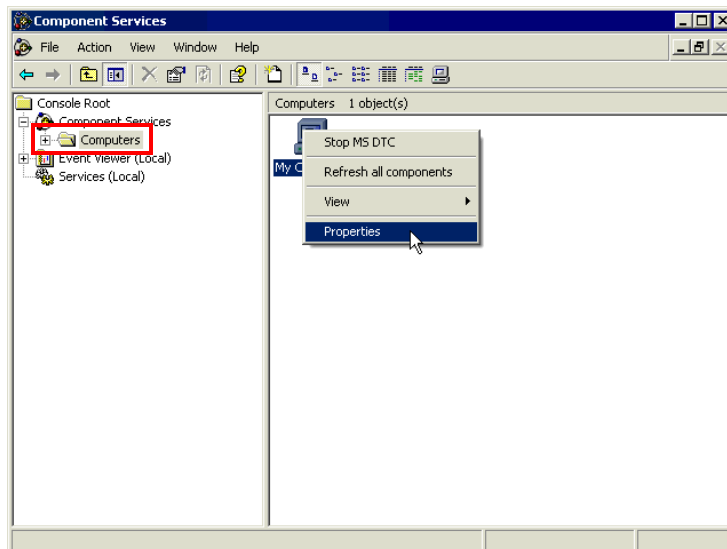 Component Services
File Action View Window Help
Console Root
Component Services
Computers
Event Viewer (Local)
Services (Local)
Computers 1 object(s)
My C
Stop MS DTC
Refresh all components
View
Properties